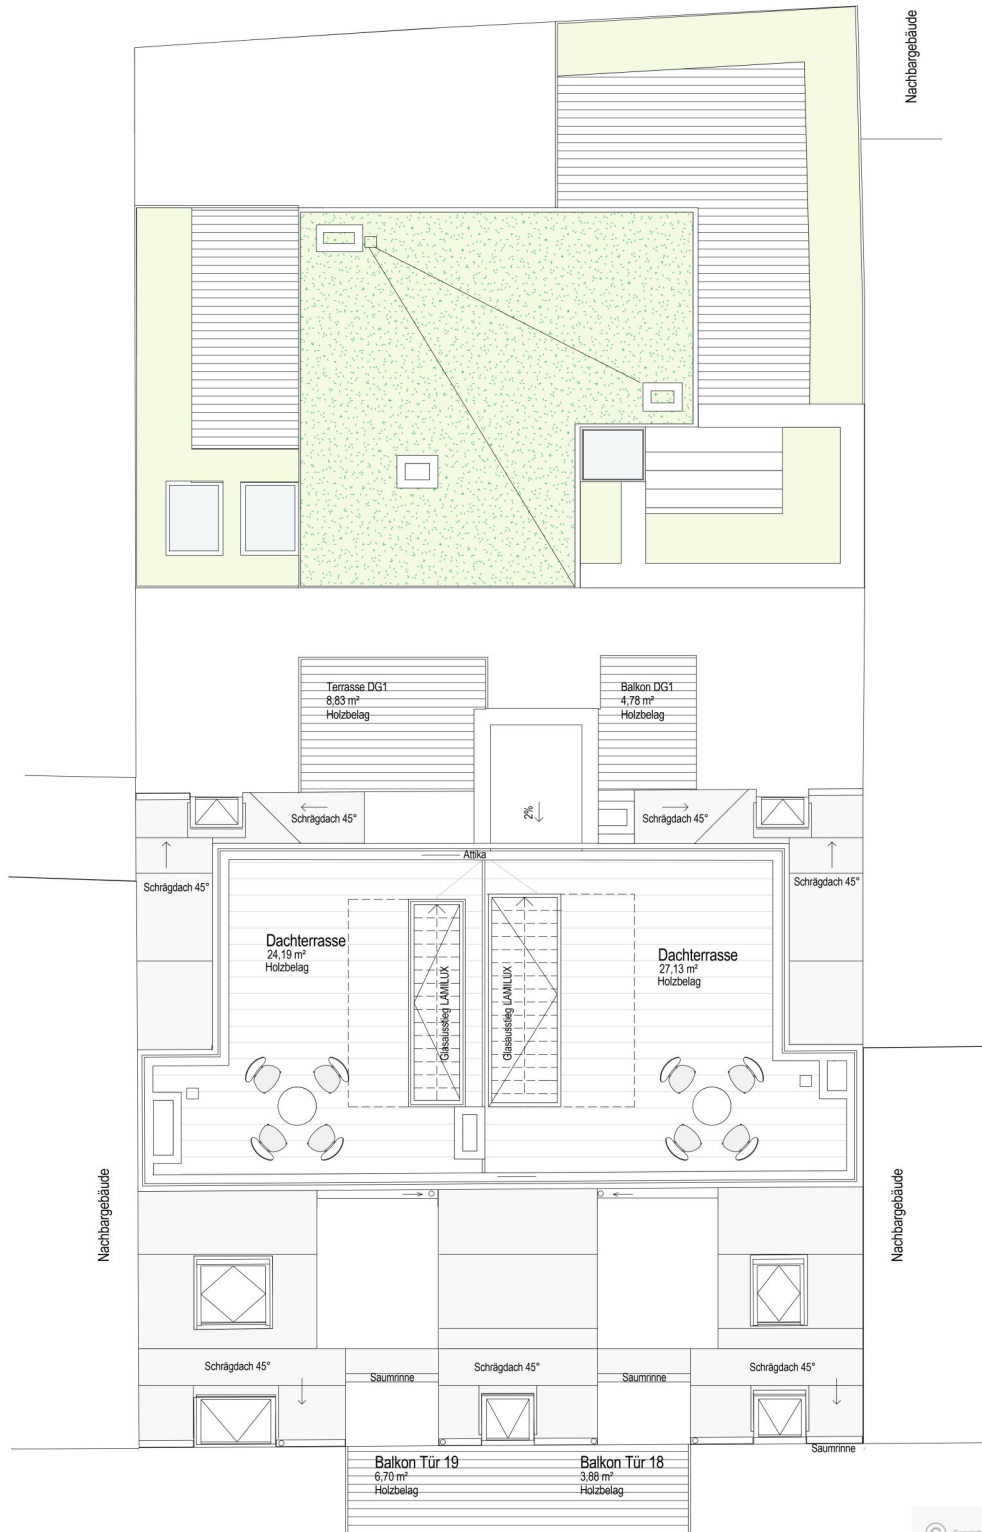 Nachbargebäude
Terrasse DG1
8,83 m²
Holzbelag
Balkon DG1
4,78 m²
Holzbelag
2%
Schrägdach 45°
Schrägdach 45°
Attika
Schrägdach 45°
Schrägdach 45°
Dachterrasse
24,19 m²
Holzbelag
Glasausstieg LAMILUX
Glasausstieg LAMILUX
Dachterrasse
27,13 m²
Holzbelag
Nachbargebäude
Nachbargebäude
Schrägdach 45°
Saumrinne
Schrägdach 45°
Saumrinne
Schrägdach 45°
Saumrinne
Balkon Tür 19
6,70 m²
Holzbelag
Balkon Tür 18
3,88 m²
Holzbelag
©